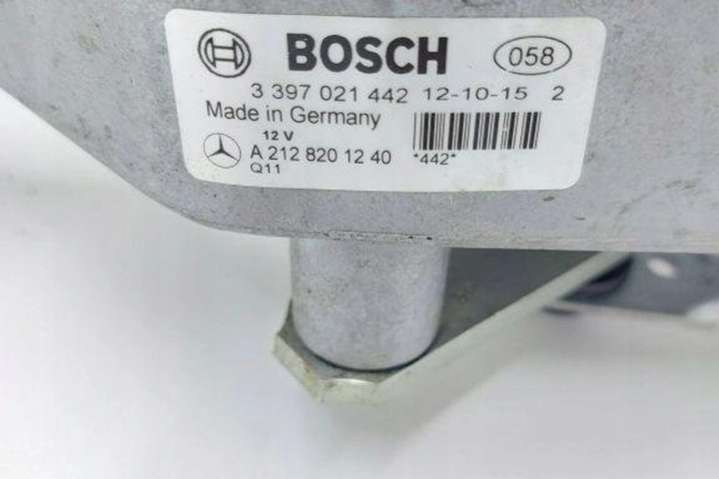 BOSCH 058
3 397 021 442 12-10-15 2
Made in Germany
12 V
A 212 820 12 40 *442*
Q11